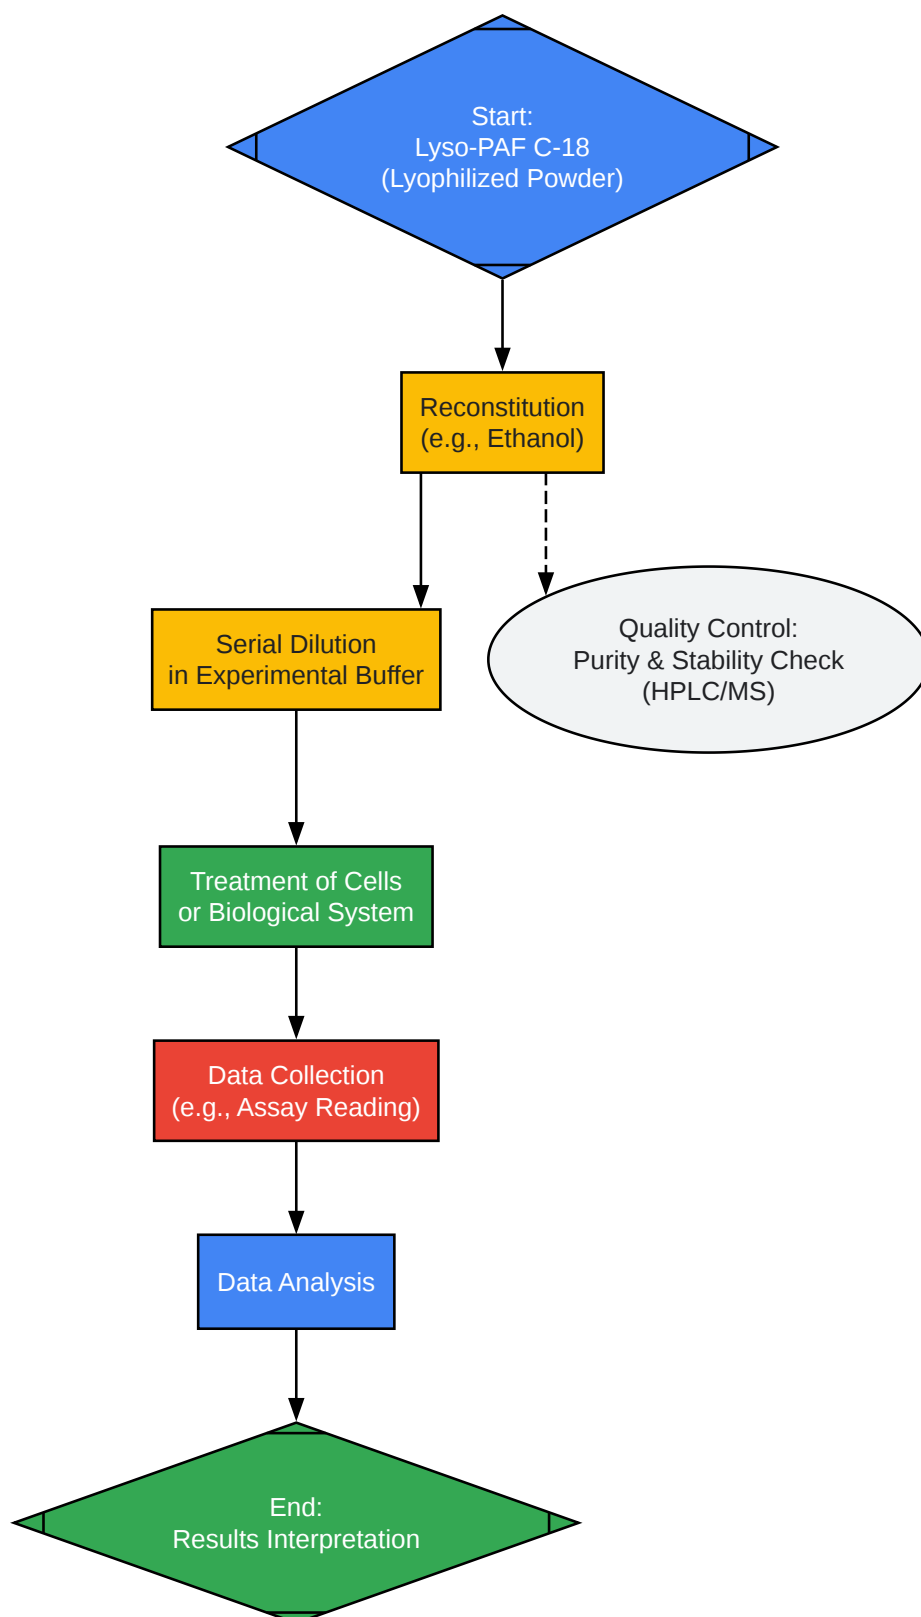 Start:
Lyso-PAF C-18
(Lyophilized Powder)
Reconstitution
(e.g., Ethanol)
Serial Dilution
in Experimental Buffer
Quality Control:
Purity & Stability Check
(HPLC/MS)
Treatment of Cells
or Biological System
Data Collection
(e.g., Assay Reading)
Data Analysis
End:
Results Interpretation